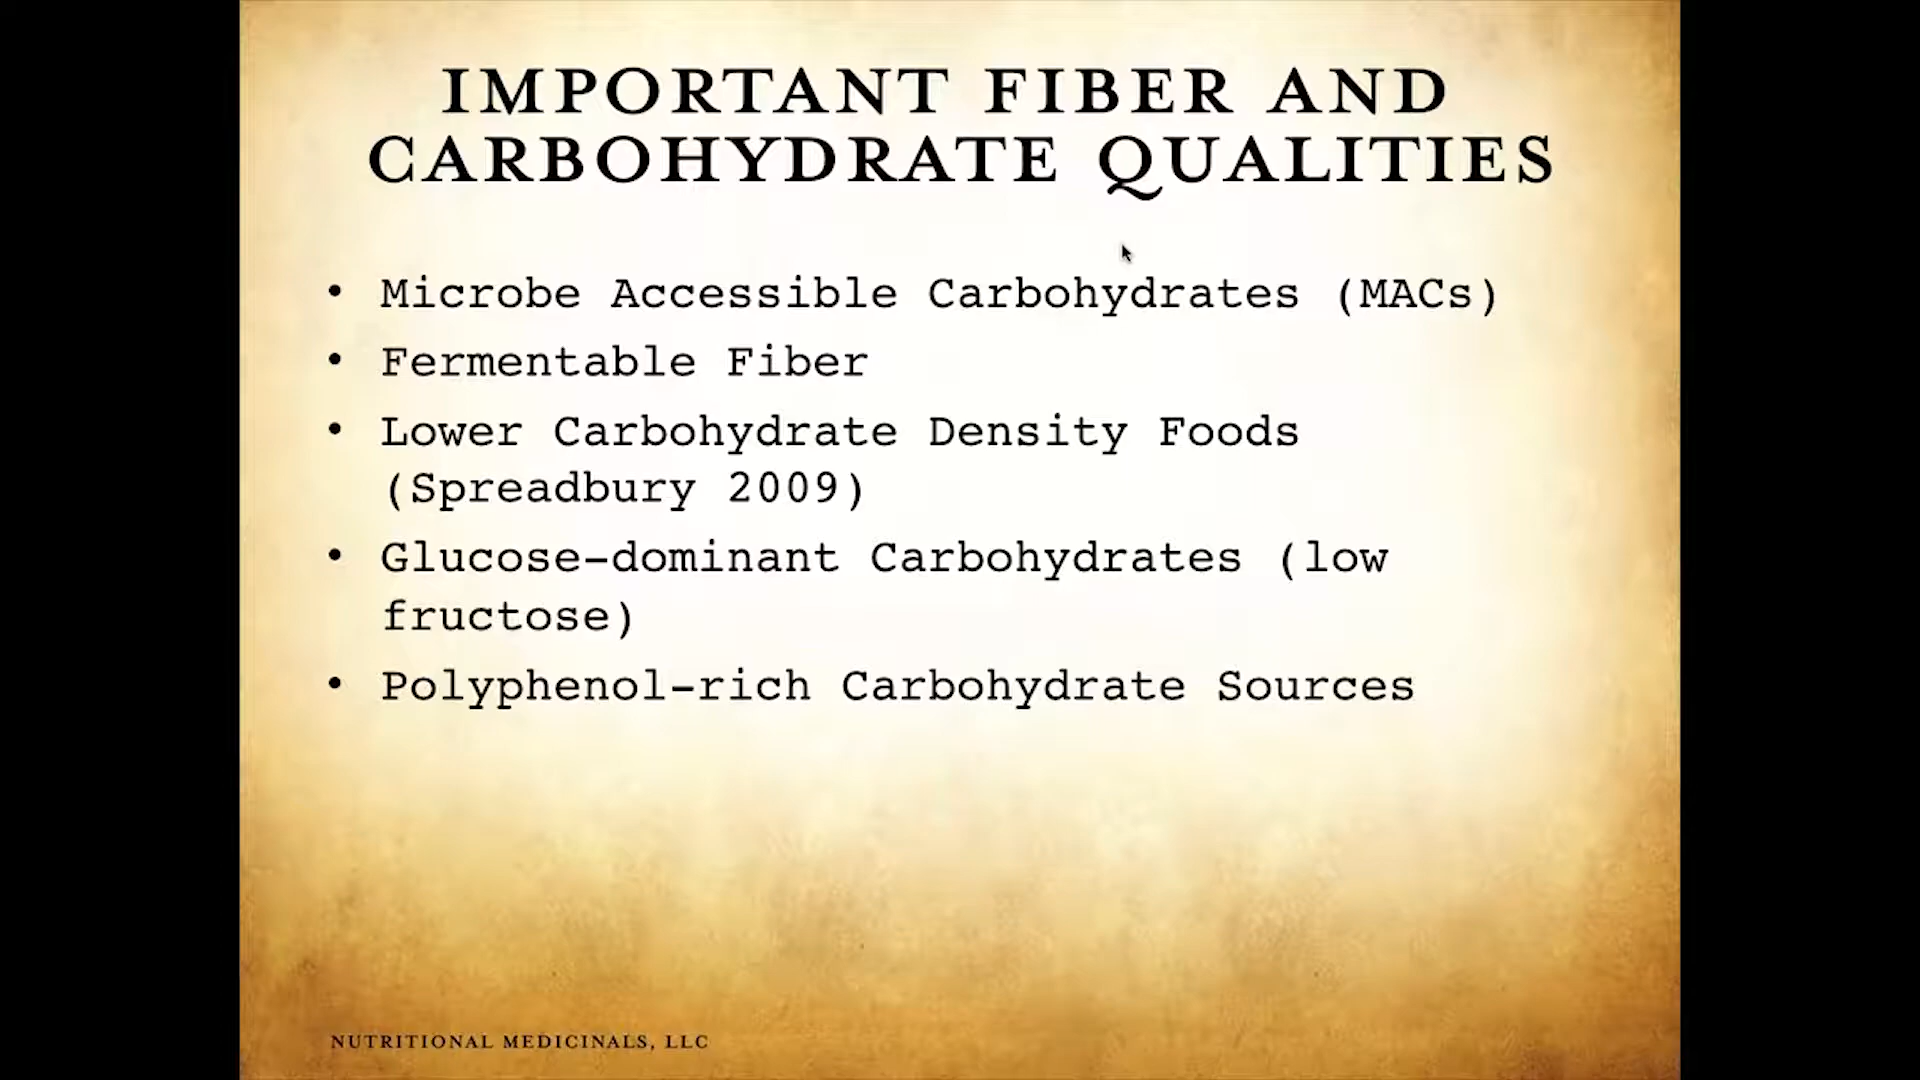 IMPORTANT FIBER AND
CARBOHYDRATE QUALITIES
• Microbe Accessible Carbohydrates (MACs)
• Fermentable Fiber
• Lower Carbohydrate Density Foods
(Spreadbury 2009)
• Glucose-dominant Carbohydrates (low
fructose)
• Polyphenol-rich Carbohydrate Sources
NUTRITIONAL MEDICINALS, LLC